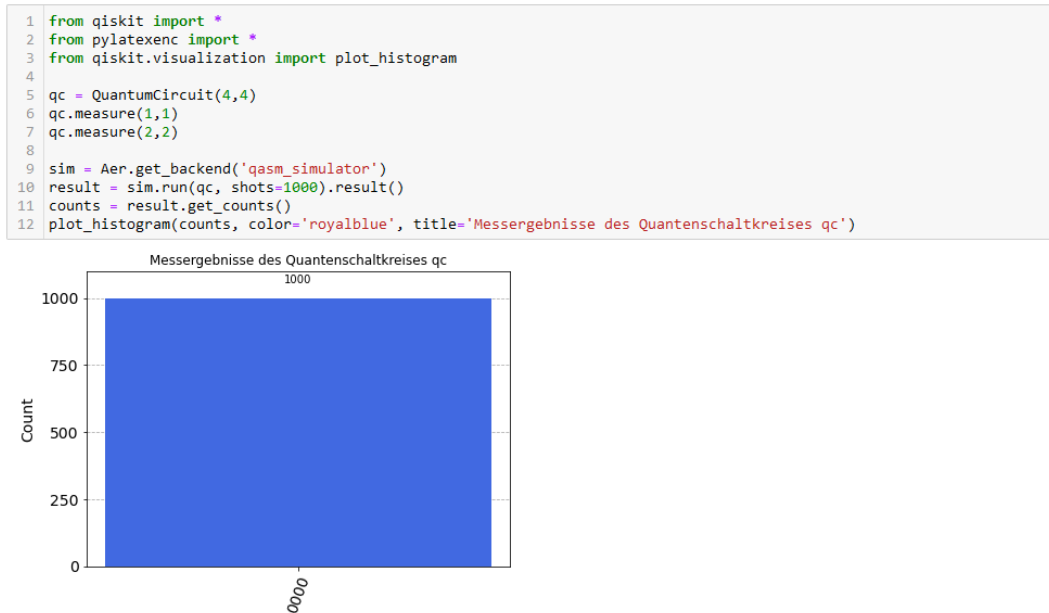 1 from qiskit import *
2 from pylatexenc import *
3 from qiskit.visualization import plot_histogram
4
5 qc = QuantumCircuit(4,4)
6 qc.measure(1,1)
7 qc.measure(2,2)
8
9 sim = Aer.get_backend('qasm_simulator')
10 result = sim.run(qc, shots=1000).result()
11 counts = result.get_counts()
12 plot_histogram(counts, color='royalblue', title='Messergebnisse des Quantenschaltkreises qc')
Messergebnisse des Quantenschaltkreises qc
1000
1000
750
500
250
0
Count
0000